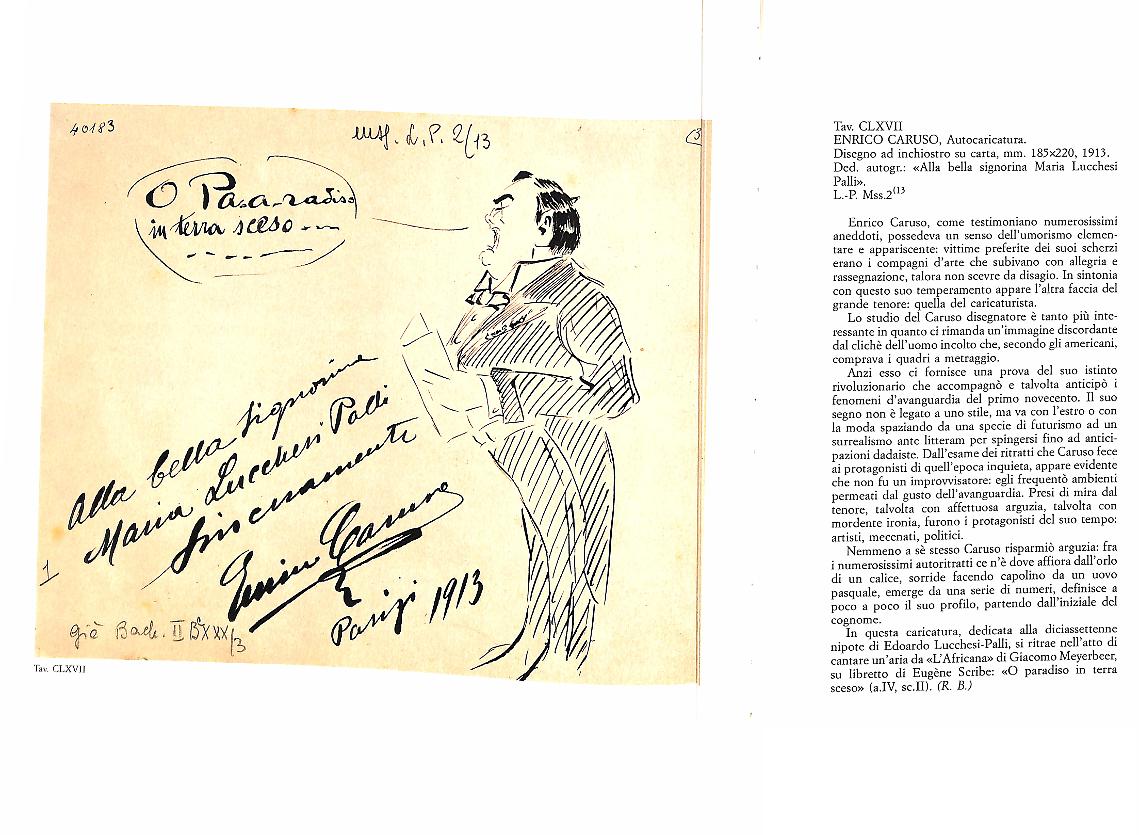 40183
Mss. L.P. 2/13
(3
O Pa.a.radiso
in terra sceso ----
- - - - - -
Alla bella signorina
Maria Lucchesi Palli
sinceramente
Enrico Caruso
Parigi 1913
1
già Bach. II B XXX/3
Tav. CLXVII
Tav. CLXVII
ENRICO CARUSO, Autocaricatura.
Disegno ad inchiostro su carta, mm. 185×220, 1913.
Ded. autogr.: «Alla bella signorina Maria Lucchesi
Palli».
L.-P. Mss.2(13
Enrico Caruso, come testimoniano numerosissimi
aneddoti, possedeva un senso dell'umorismo elemen-
tare e appariscente: vittime preferite dei suoi scherzi
erano i compagni d'arte che subivano con allegria e
rassegnazione, talora non scevre da disagio. In sintonia
con questo suo temperamento appare l'altra faccia del
grande tenore: quella del caricaturista.
Lo studio del Caruso disegnatore è tanto più inte-
ressante in quanto ci rimanda un'immagine discordante
dal clichè dell'uomo incolto che, secondo gli americani,
comprava i quadri a metraggio.
Anzi esso ci fornisce una prova del suo istinto
rivoluzionario che accompagnò e talvolta anticipò i
fenomeni d'avanguardia del primo novecento. Il suo
segno non è legato a uno stile, ma va con l'estro o con
la moda spaziando da una specie di futurismo ad un
surrealismo ante litteram per spingersi fino ad antici-
pazioni dadaiste. Dall'esame dei ritratti che Caruso fece
ai protagonisti di quell'epoca inquieta, appare evidente
che non fu un improvvisatore: egli frequentò ambienti
permeati dal gusto dell'avanguardia. Presi di mira dal
tenore, talvolta con affettuosa arguzia, talvolta con
mordente ironia, furono i protagonisti del suo tempo:
artisti, mecenati, politici.
Nemmeno a sè stesso Caruso risparmiò arguzia: fra
i numerosissimi autoritratti ce n'è dove affiora dall'orlo
di un calice, sorride facendo capolino da un uovo
pasquale, emerge da una serie di numeri, definisce a
poco a poco il suo profilo, partendo dall'iniziale del
cognome.
In questa caricatura, dedicata alla diciassettenne
nipote di Edoardo Lucchesi-Palli, si ritrae nell'atto di
cantare un'aria da «L'Africana» di Giacomo Meyerbeer,
su libretto di Eugène Scribe: «O paradiso in terra
sceso» (a.IV, sc.II). (R. B.)